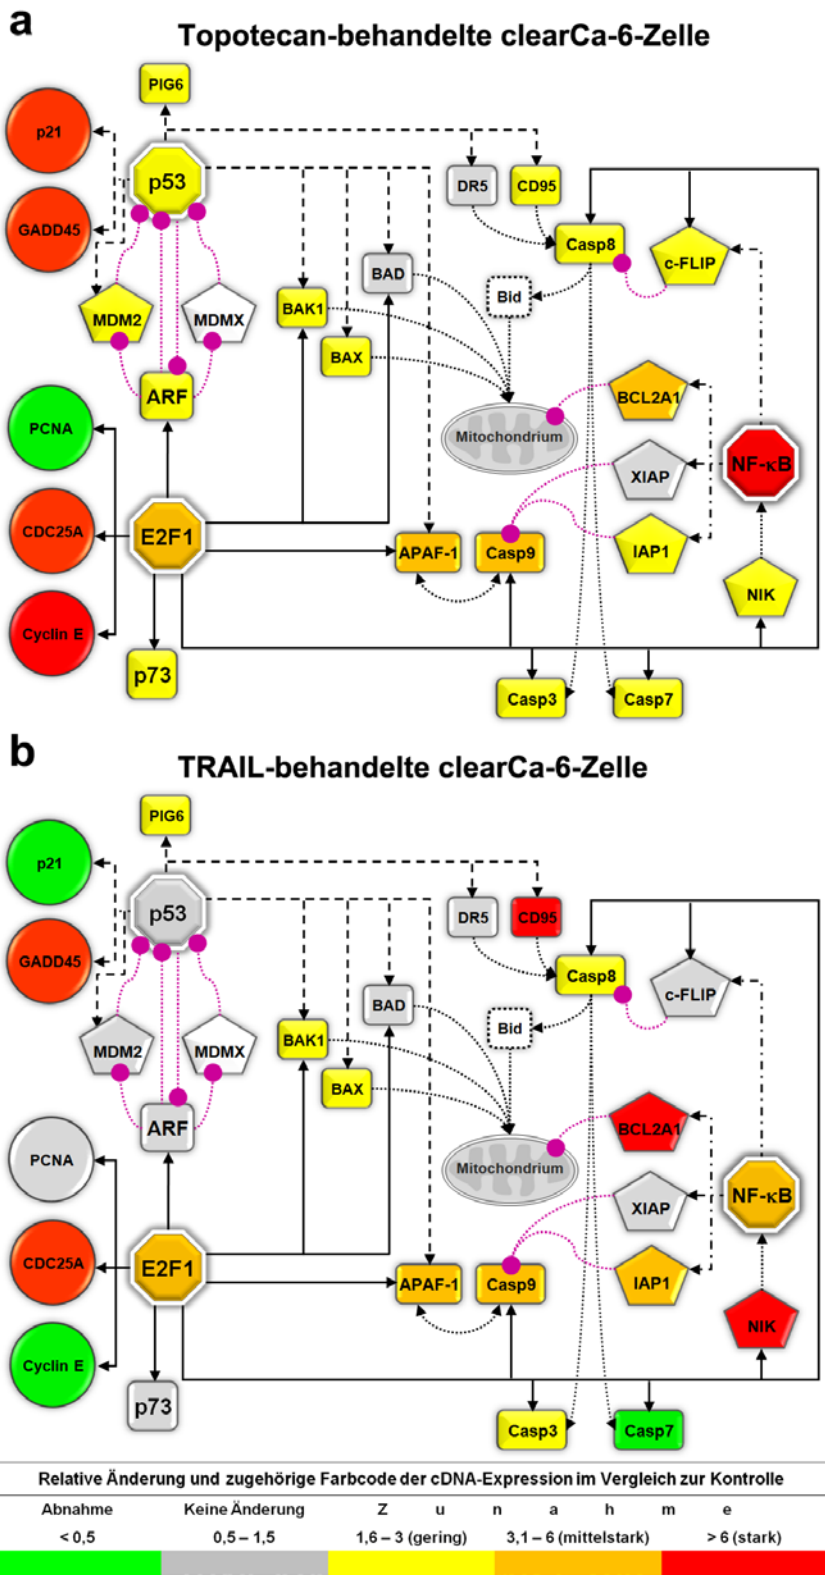 a
Topotecan-behandelte clearCa-6-Zelle
PIG6
p21
p53
DR5
CD95
GADD45
Casp8
c-FLIP
BAD
Bid
MDM2
MDMX
BAK1
BAX
ARF
BCL2A1
PCNA
Mitochondrium
NF-κB
XIAP
CDC25A
E2F1
APAF-1
Casp9
IAP1
NIK
Cyclin E
p73
Casp3
Casp7
b
TRAIL-behandelte clearCa-6-Zelle
PIG6
p21
p53
DR5
CD95
GADD45
Casp8
c-FLIP
BAD
Bid
MDM2
MDMX
BAK1
BAX
ARF
BCL2A1
PCNA
Mitochondrium
NF-κB
XIAP
CDC25A
E2F1
APAF-1
Casp9
IAP1
NIK
Cyclin E
p73
Casp3
Casp7
Relative Änderung und zugehörige Farbcode der cDNA-Expression im Vergleich zur Kontrolle
Abnahme Keine Änderung Z u n a h m e
< 0,5 0,5 – 1,5 1,6 – 3 (gering) 3,1 – 6 (mittelstark) > 6 (stark)